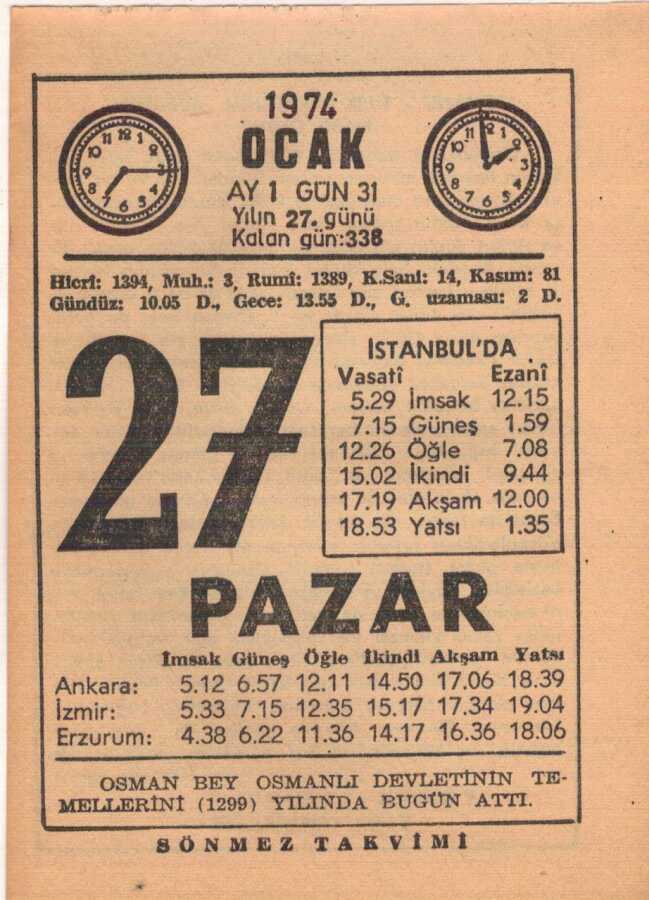 1974
OCAK
AY 1 GÜN 31
Yılın 27. günü
Kalan gün:338
Hicrî: 1394, Muh.: 3, Rumî: 1389, K.Sani: 14, Kasım: 81
Gündüz: 10.05 D., Gece: 13.55 D., G. uzaması: 2 D.
27
İSTANBUL'DA
Vasatî Ezanî
5.29 İmsak 12.15
7.15 Güneş 1.59
12.26 Öğle 7.08
15.02 İkindi 9.44
17.19 Akşam 12.00
18.53 Yatsı 1.35
PAZAR
İmsak Güneş Öğle İkindi Akşam Yatsı
Ankara: 5.12 6.57 12.11 14.50 17.06 18.39
İzmir: 5.33 7.15 12.35 15.17 17.34 19.04
Erzurum: 4.38 6.22 11.36 14.17 16.36 18.06
OSMAN BEY OSMANLI DEVLETİNİN TE-
MELLERİNİ (1299) YILINDA BUGÜN ATTI.
SÖNMEZ TAKVİMİ